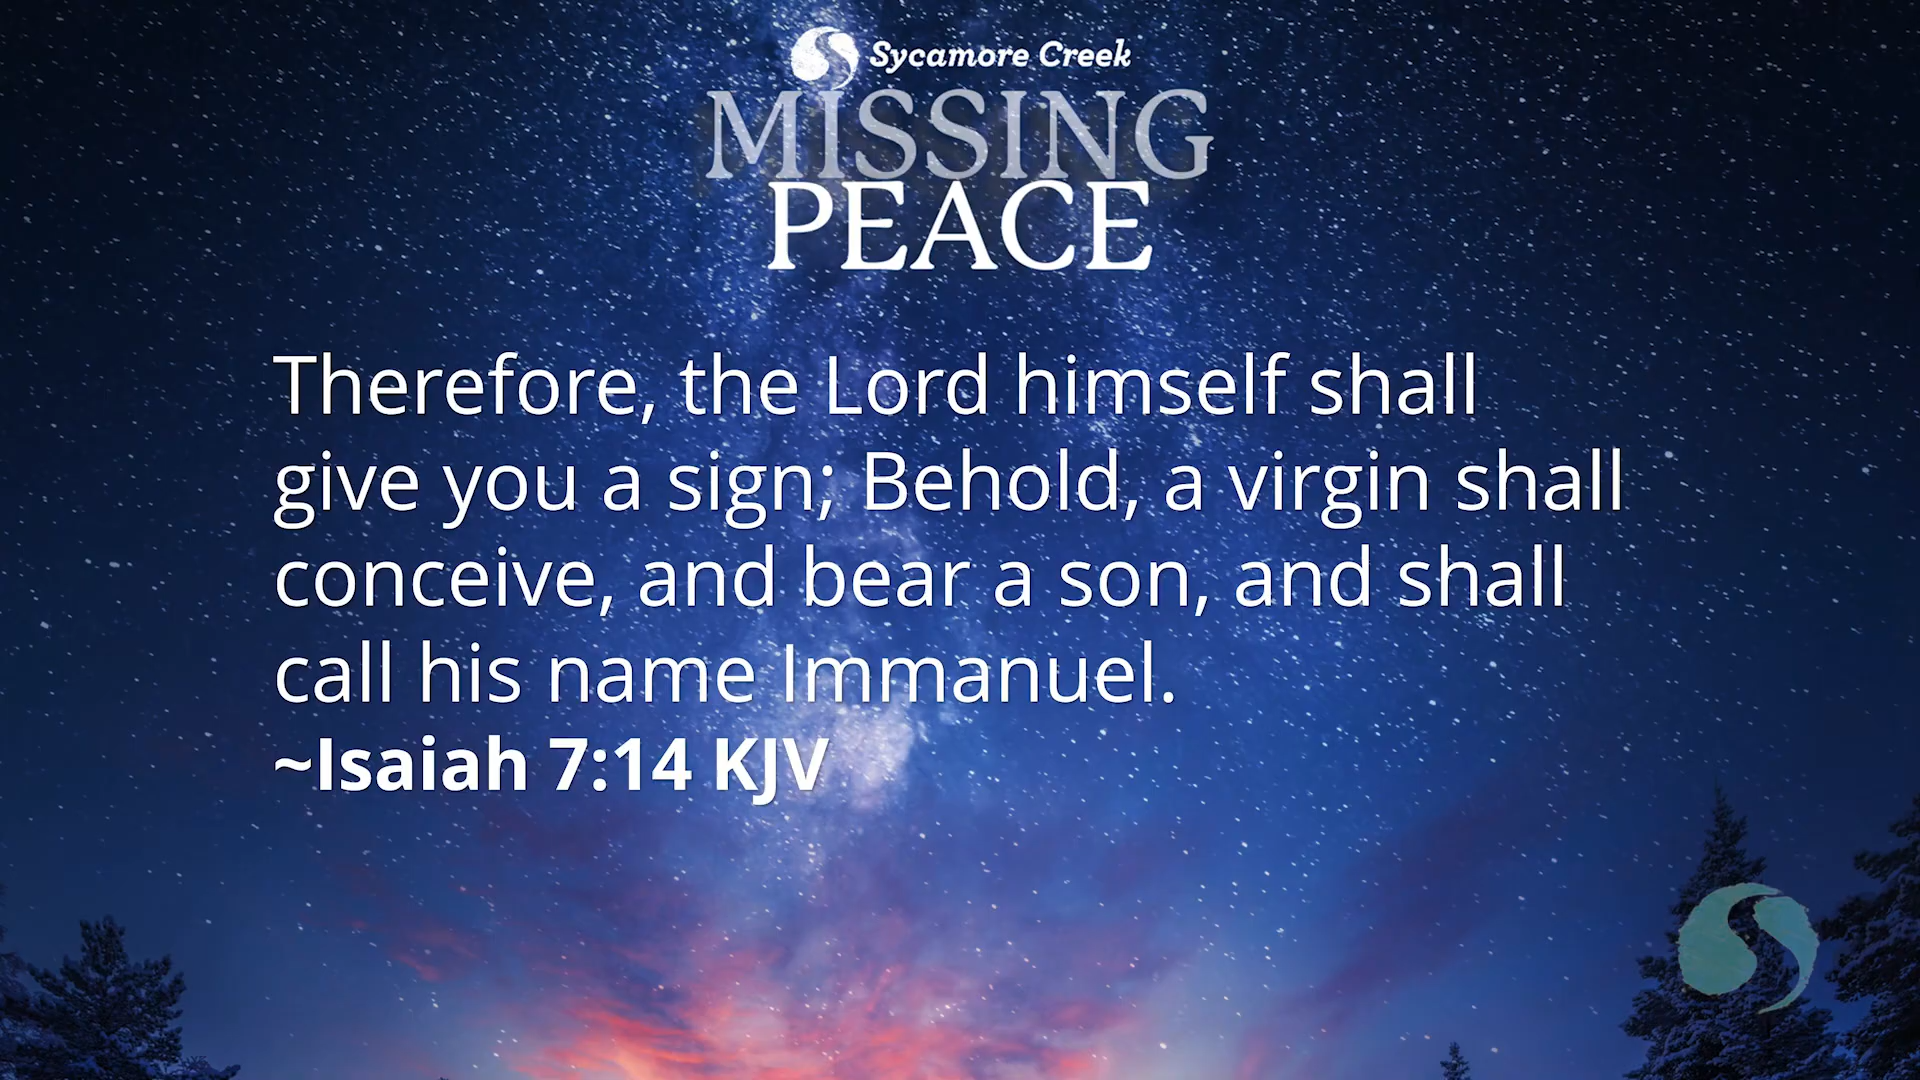 Sycamore Creek
MISSING
PEACE
Therefore, the Lord himself shall
give you a sign; Behold, a virgin shall
conceive, and bear a son, and shall
call his name Immanuel.
~Isaiah 7:14 KJV